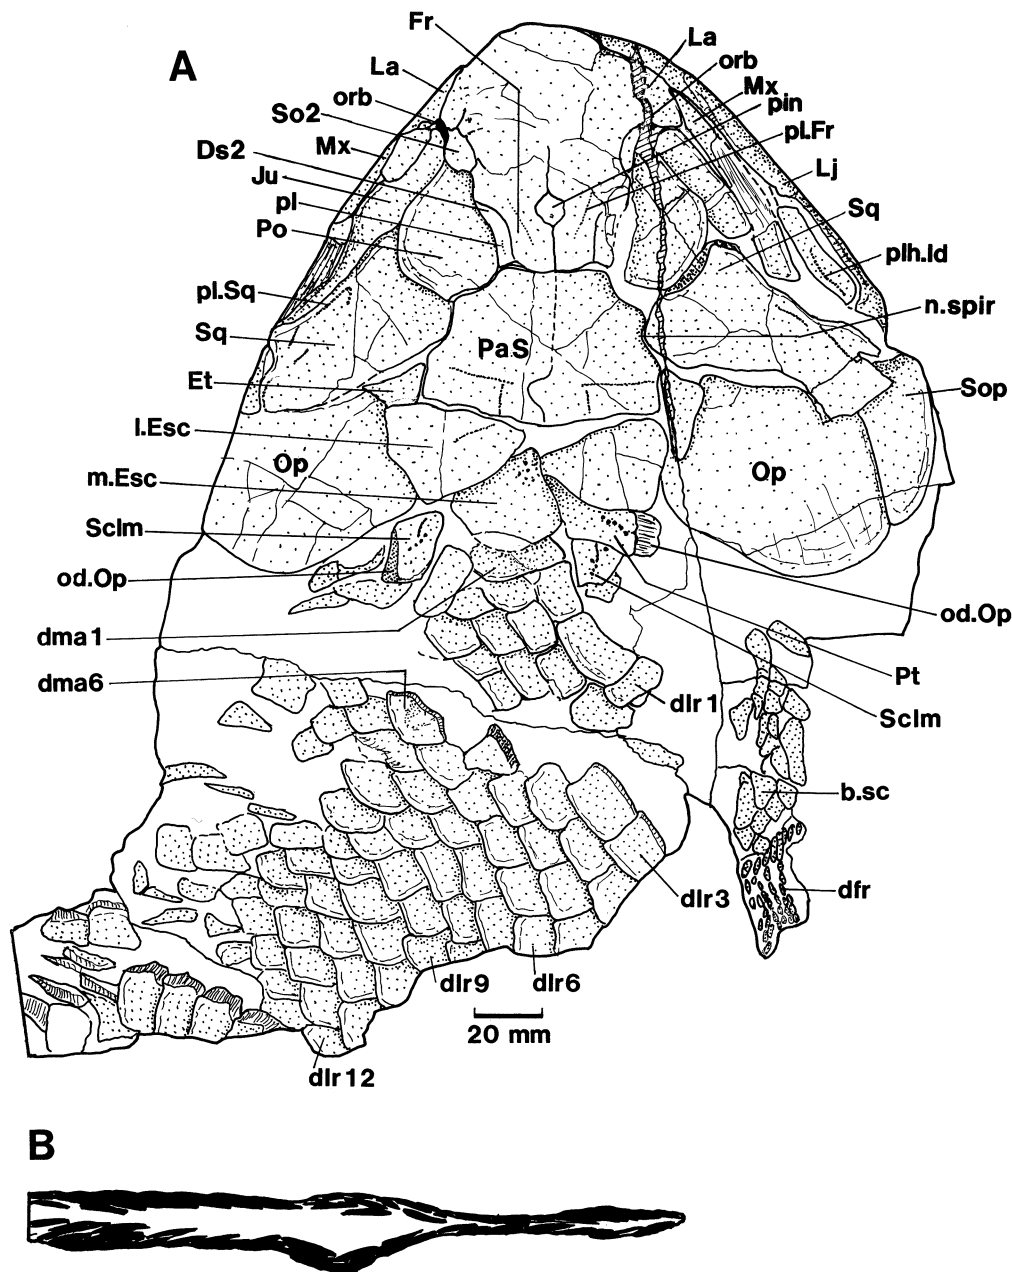 A
Fr
La
orb
So2
Mx
Ds2
Ju
pl
Po
pl.Sq
Sq
Et
l.Esc
m.Esc
Sclm
od.Op
dma1
dma6
La
orb
Mx
pin
pl.Fr
Lj
Sq
plh.ld
n.spir
Sop
PaS
Op
Op
od.Op
Pt
Sclm
dlr1
b.sc
dfr
dlr3
dlr9
dlr6
20 mm
dlr12
B